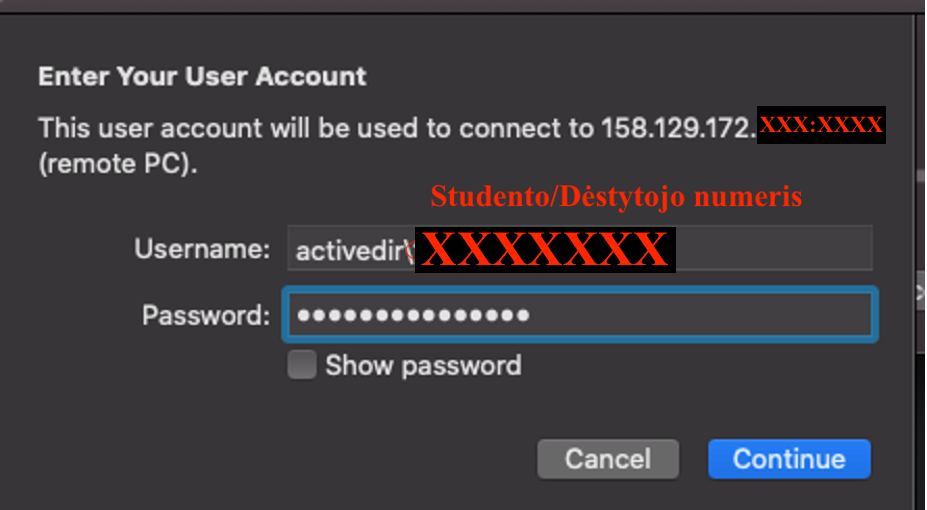 Enter Your User Account
This user account will be used to connect to 158.129.172.XXX:XXXX
(remote PC).
Studento/Dėstytojo numeris
Username: activedir\XXXXXXX
Password: ●●●●●●●●●●●●●●●
Show password
Cancel Continue